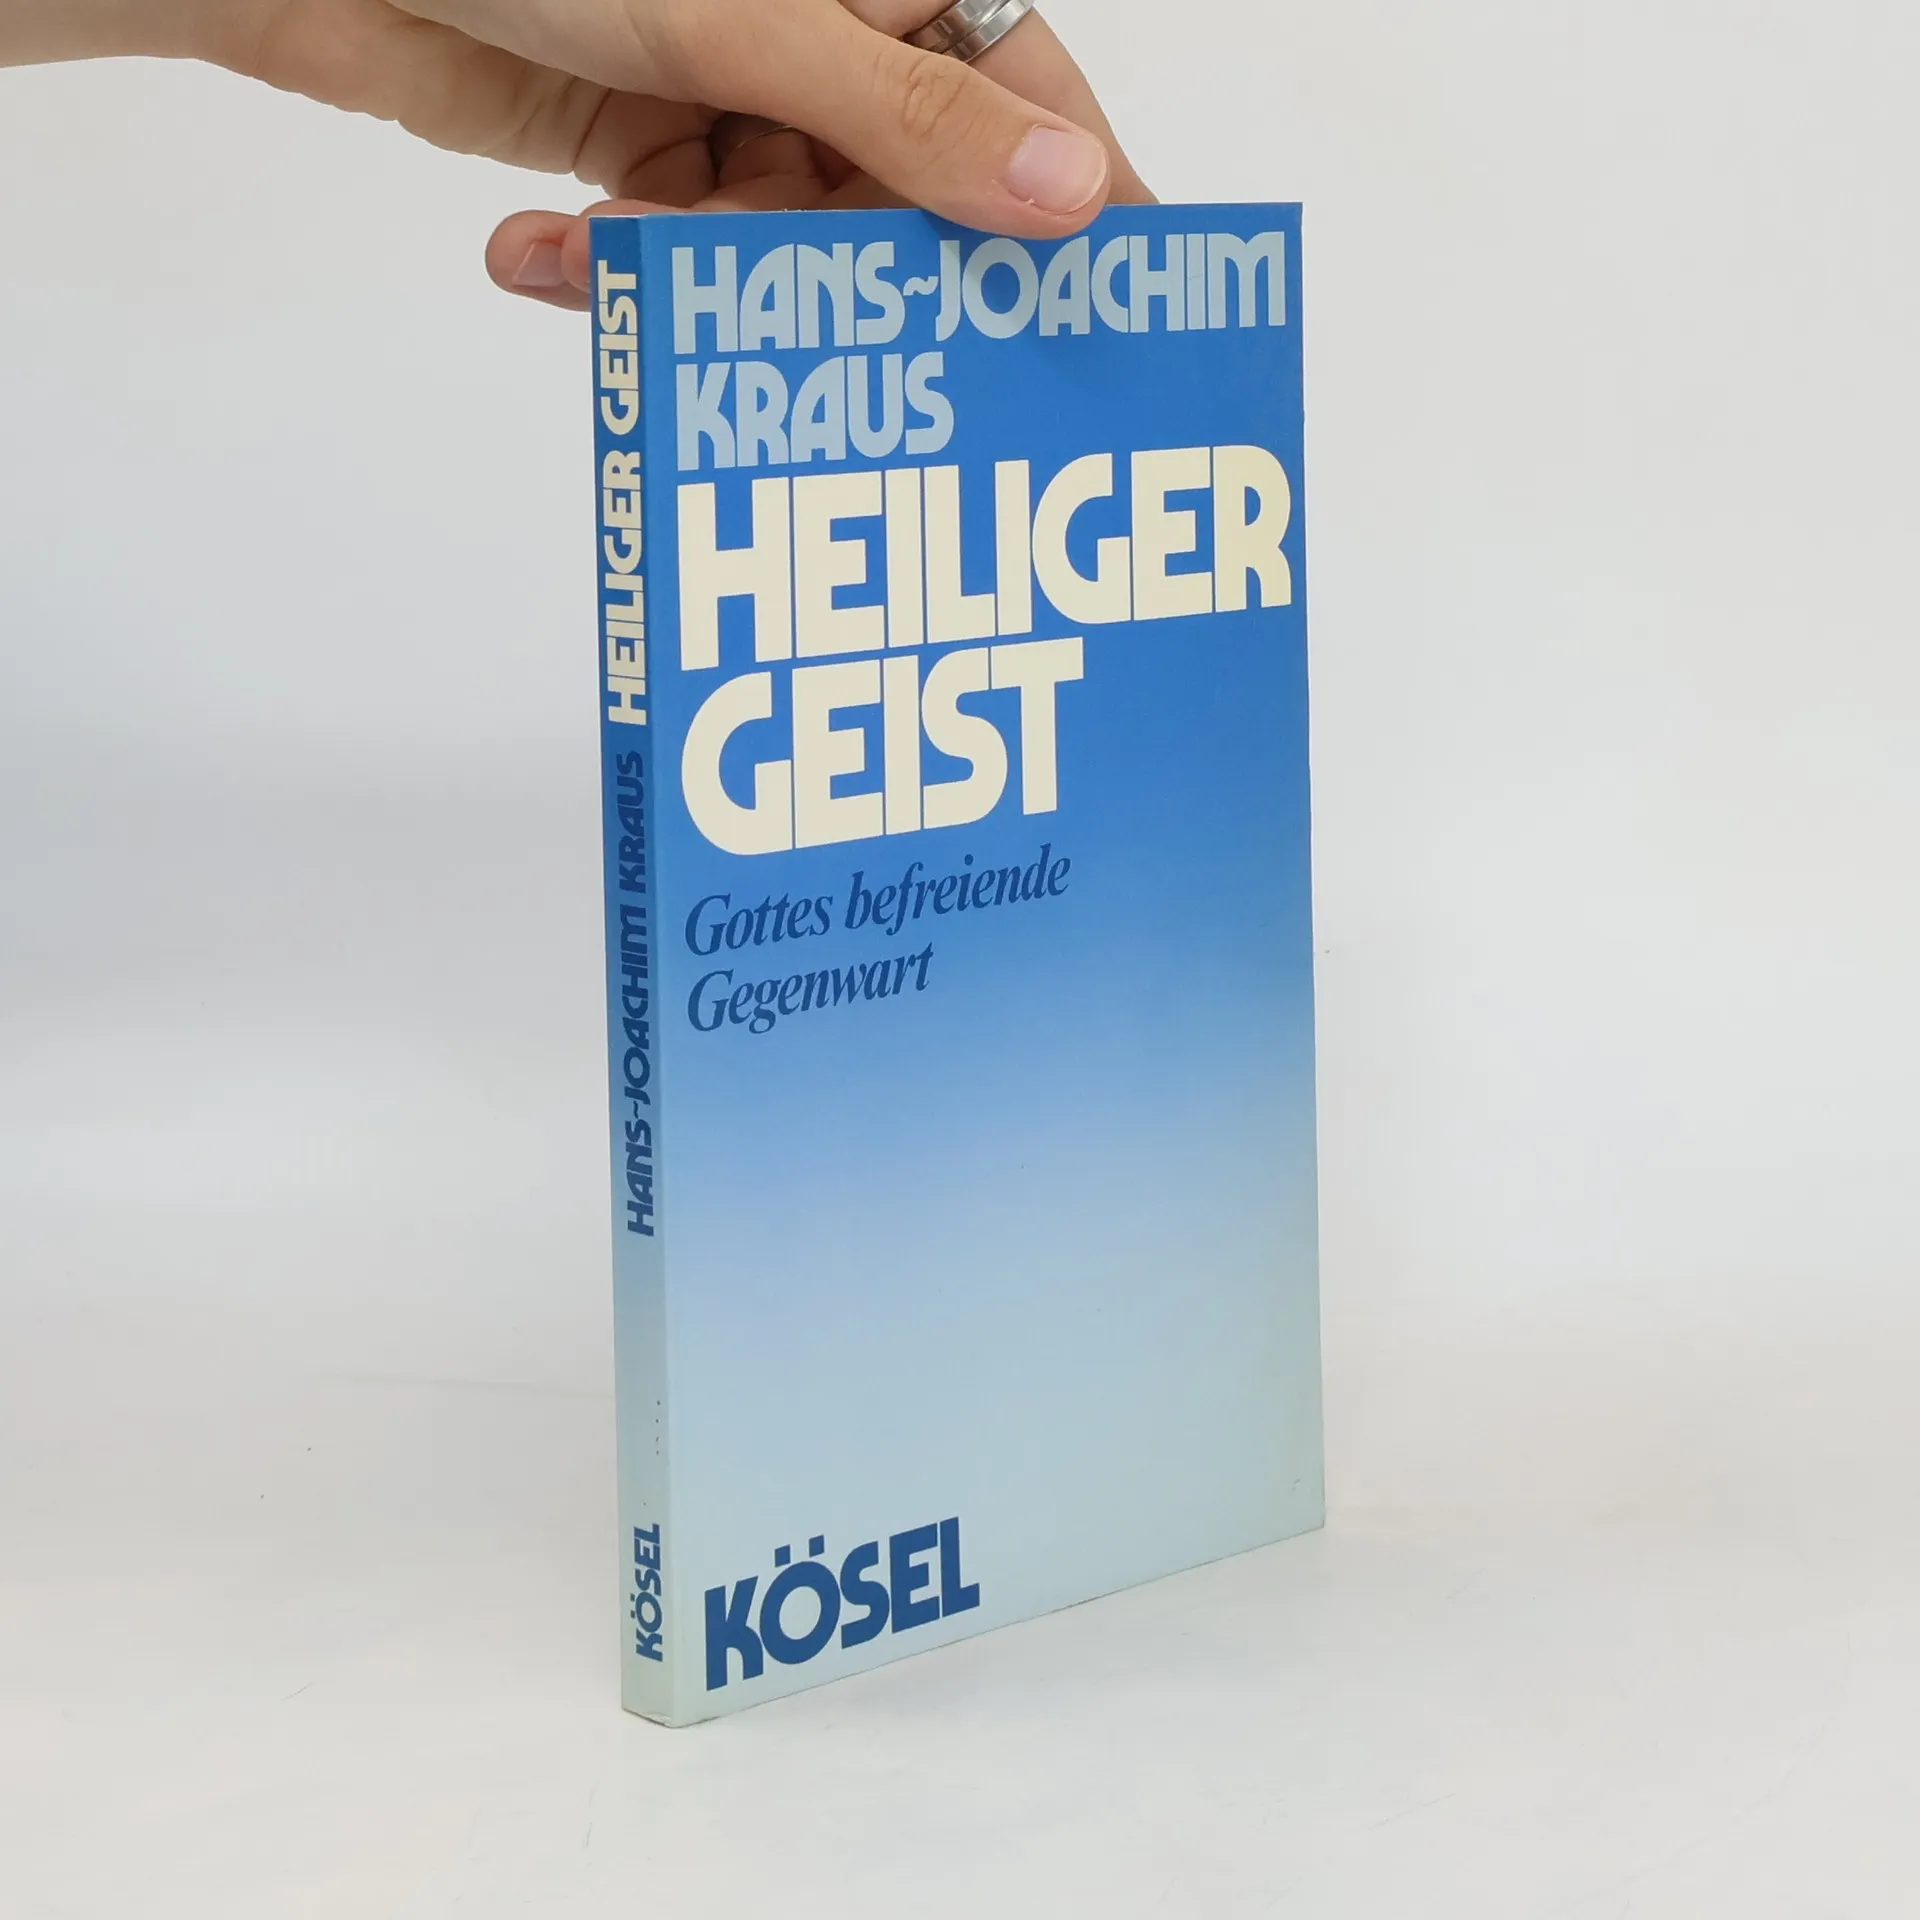 HANS-JOACHIM
KRAUS
HEILIGER
GEIST
Gottes befreiende
Gegenwart
KÖSEL
HANS-JOACHIM KRAUS HEILIGER GEIST
KÖSEL